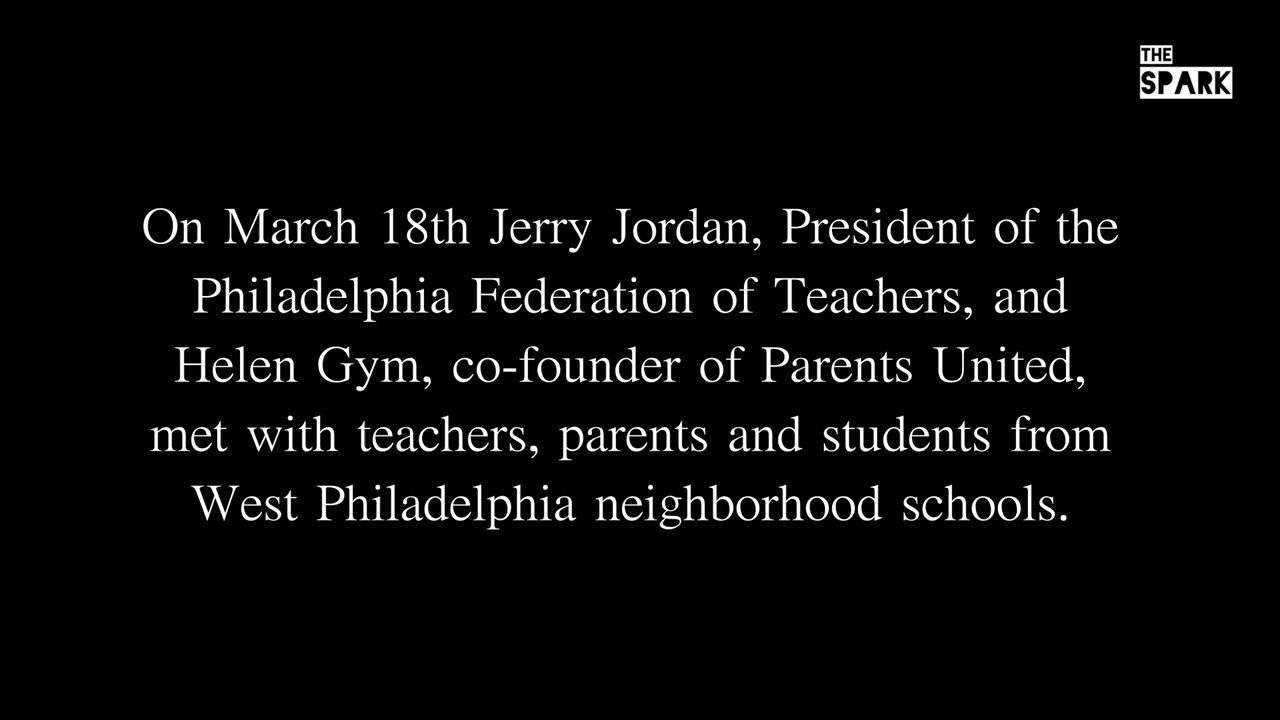 THE
SPARK
On March 18th Jerry Jordan, President of the
Philadelphia Federation of Teachers, and
Helen Gym, co-founder of Parents United,
met with teachers, parents and students from
West Philadelphia neighborhood schools.